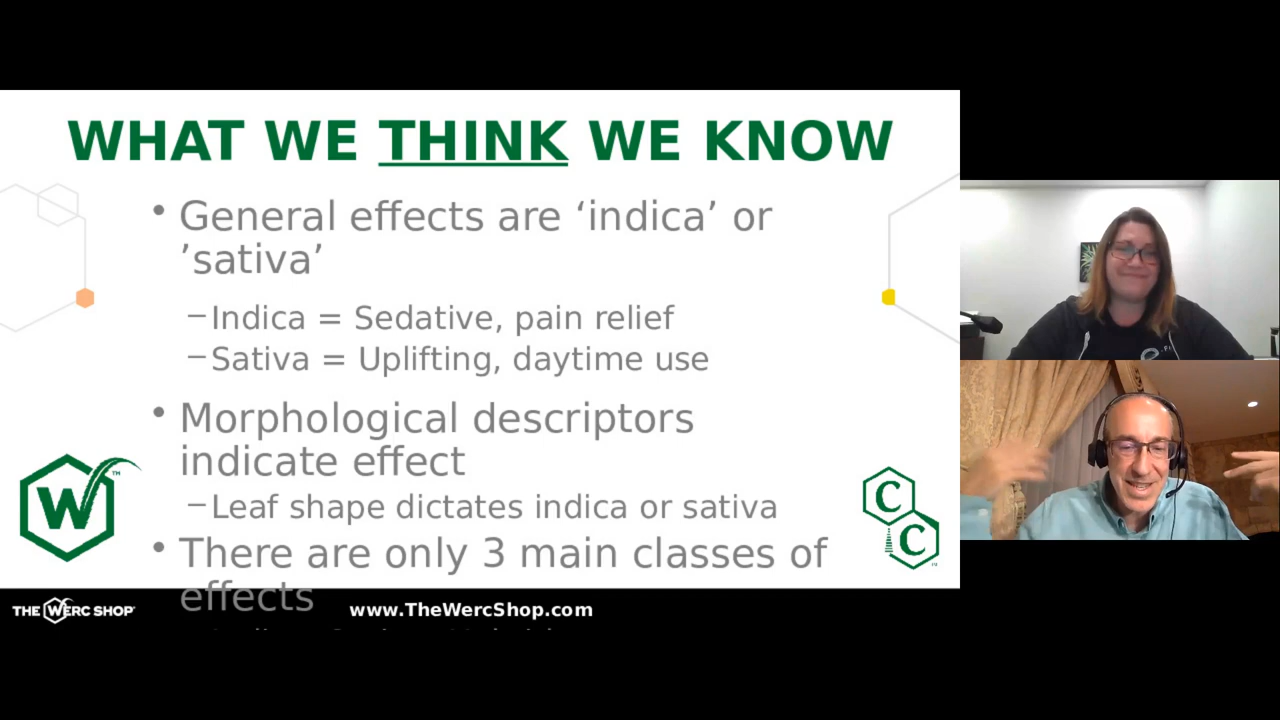 WHAT WE THINK WE KNOW
• General effects are ‘indica’ or
’sativa’
–Indica = Sedative, pain relief
–Sativa = Uplifting, daytime use
• Morphological descriptors
indicate effect
–Leaf shape dictates indica or sativa
• There are only 3 main classes of
effects
W
TM
C
C
THE WERC SHOP
www.TheWercShop.com